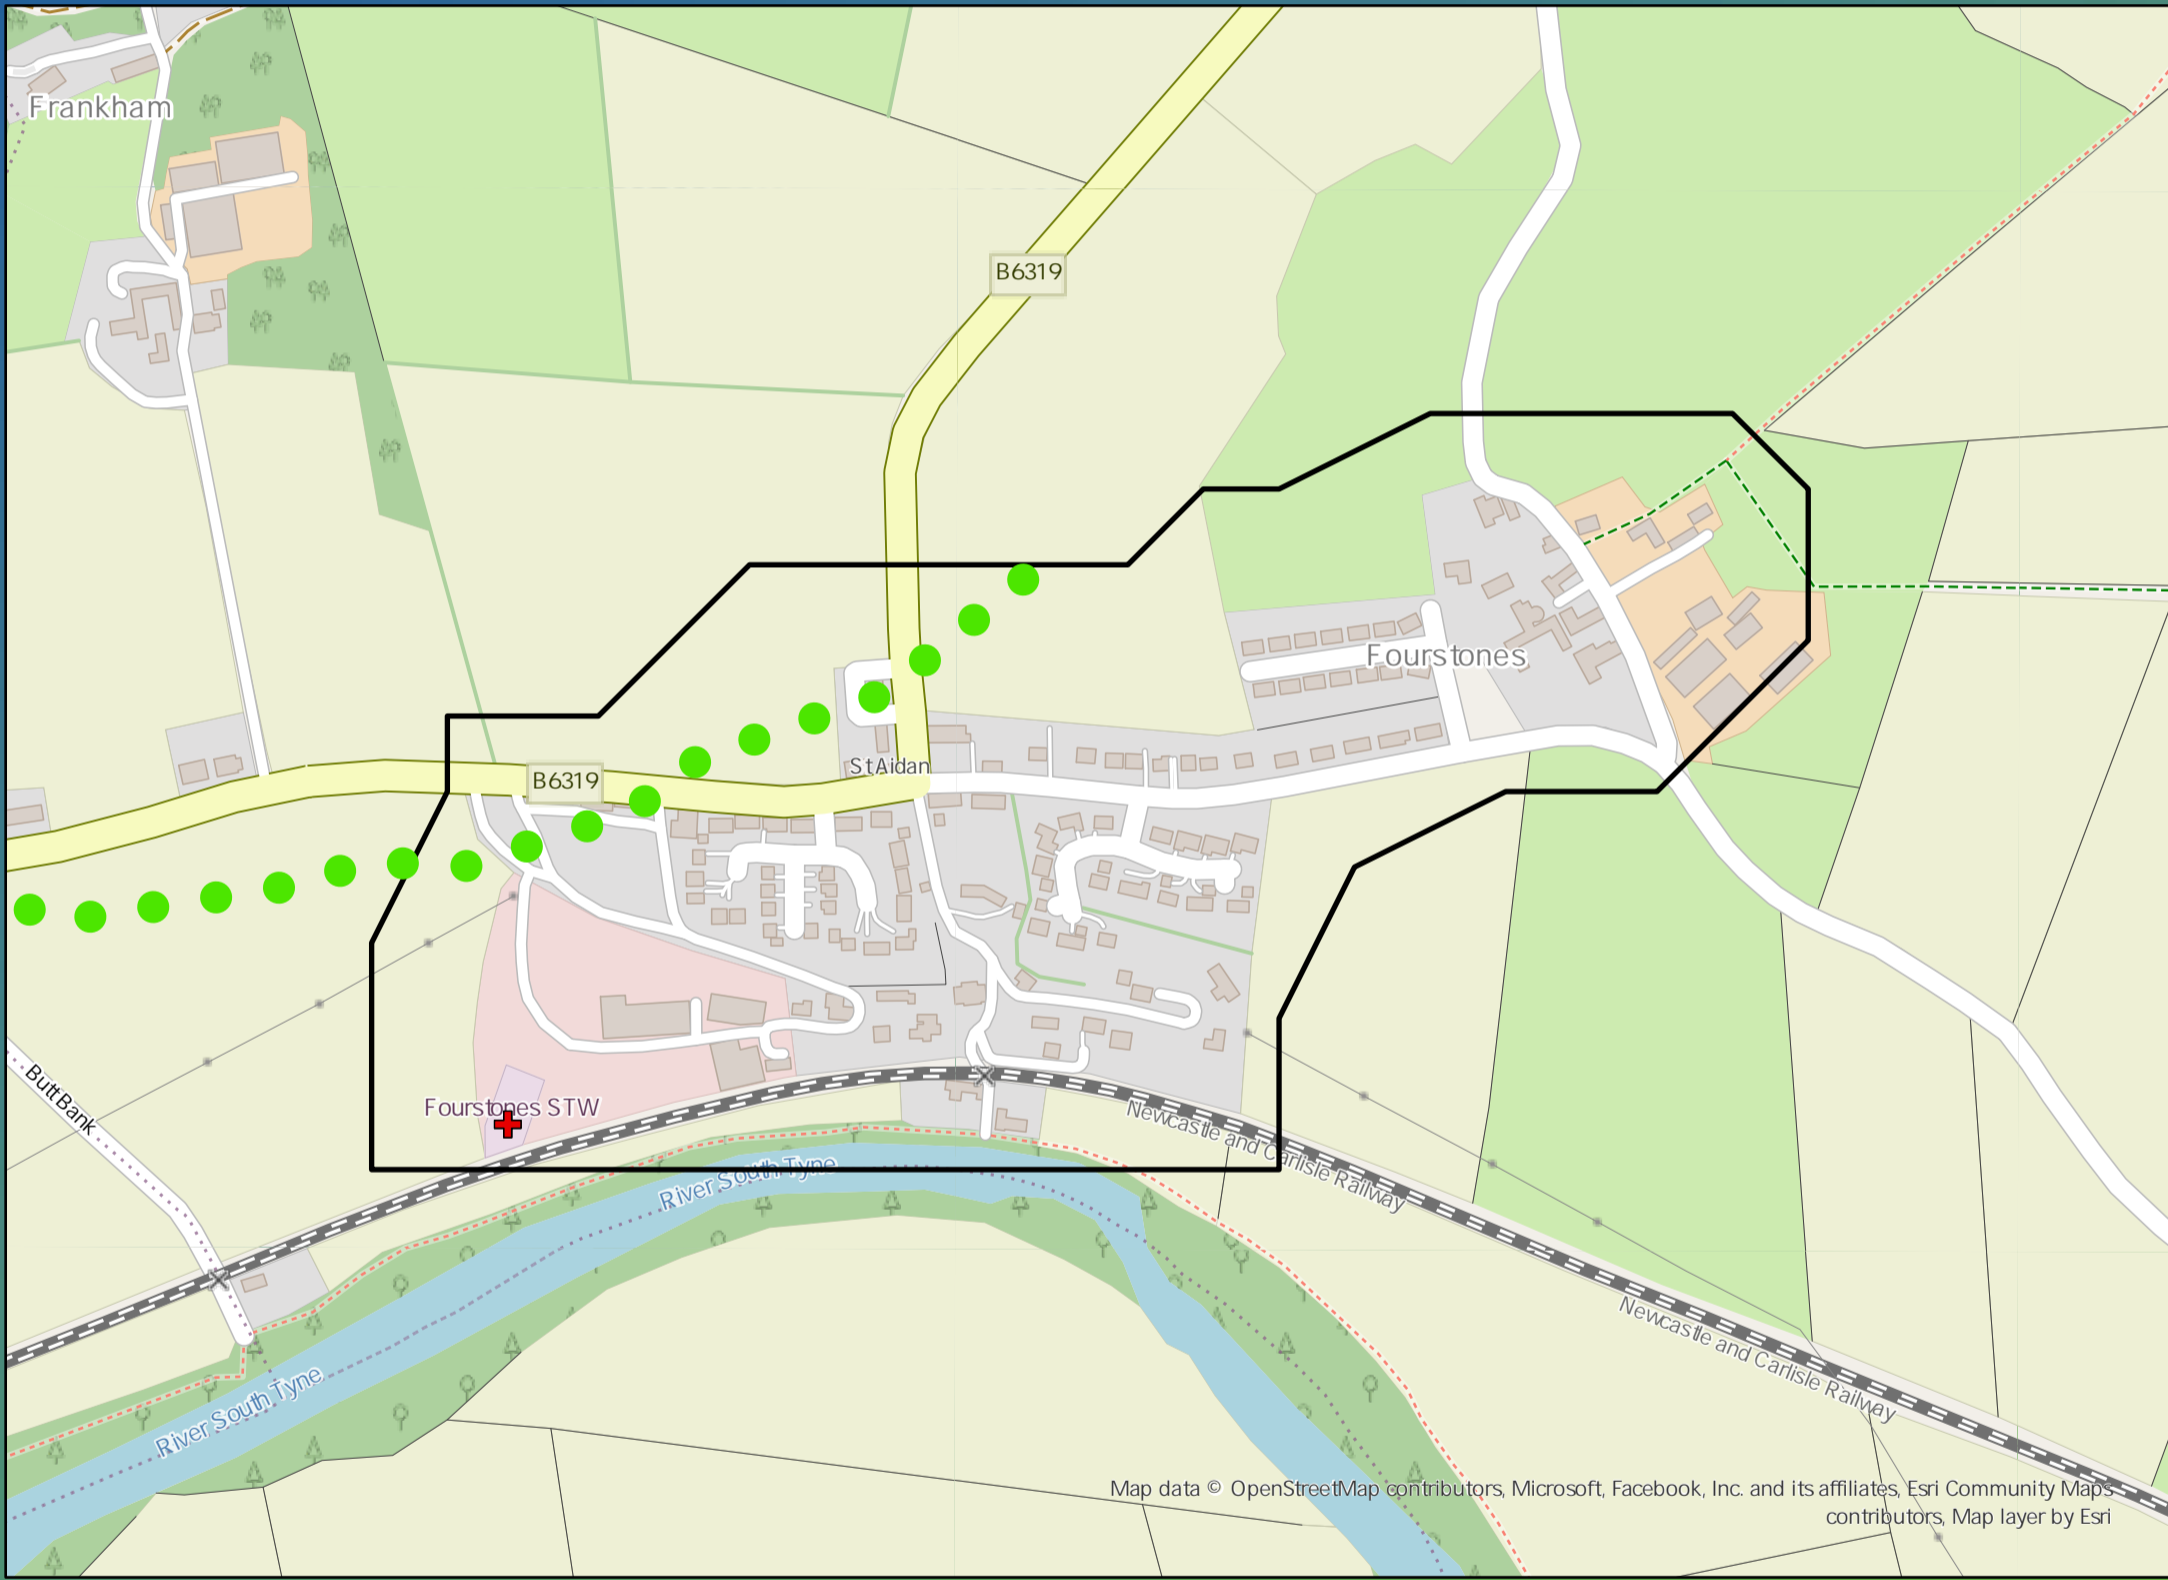 Frankham
B6319
Fourstones
St Aidan
B6319
Butt Bank
Fourstones STW
Newcastle and Carlisle Railway
River South Tyne
Newcastle and Carlisle Railway
River South Tyne
Map data © OpenStreetMap contributors, Microsoft, Facebook, Inc. and its affiliates, Esri Community Maps
contributors, Map layer by Esri